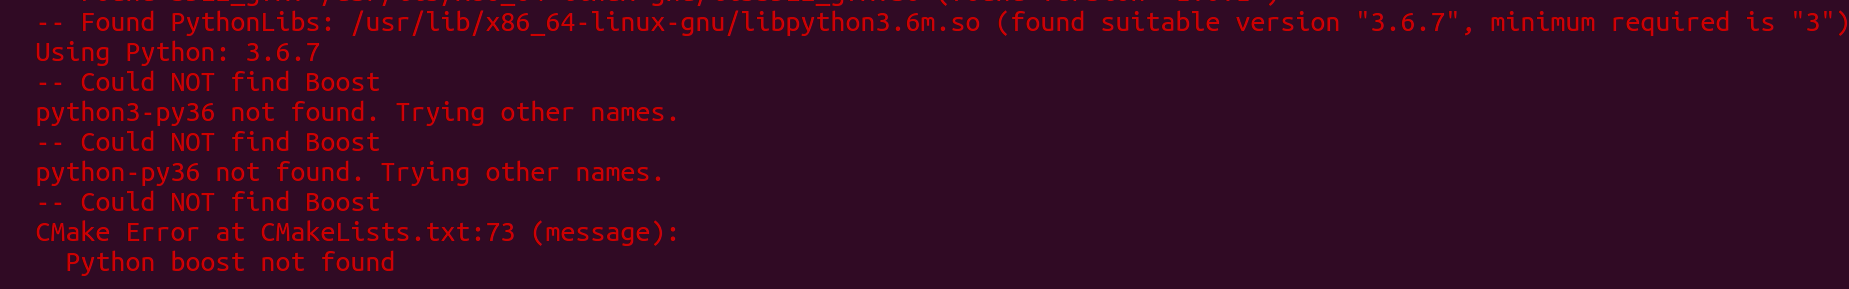 -- Found PythonLibs: /usr/lib/x86_64-linux-gnu/libpython3.6m.so (found suitable version "3.6.7", minimum required is "3")
Using Python: 3.6.7
-- Could NOT find Boost
python3-py36 not found. Trying other names.
-- Could NOT find Boost
python-py36 not found. Trying other names.
-- Could NOT find Boost
CMake Error at CMakeLists.txt:73 (message):
Python boost not found